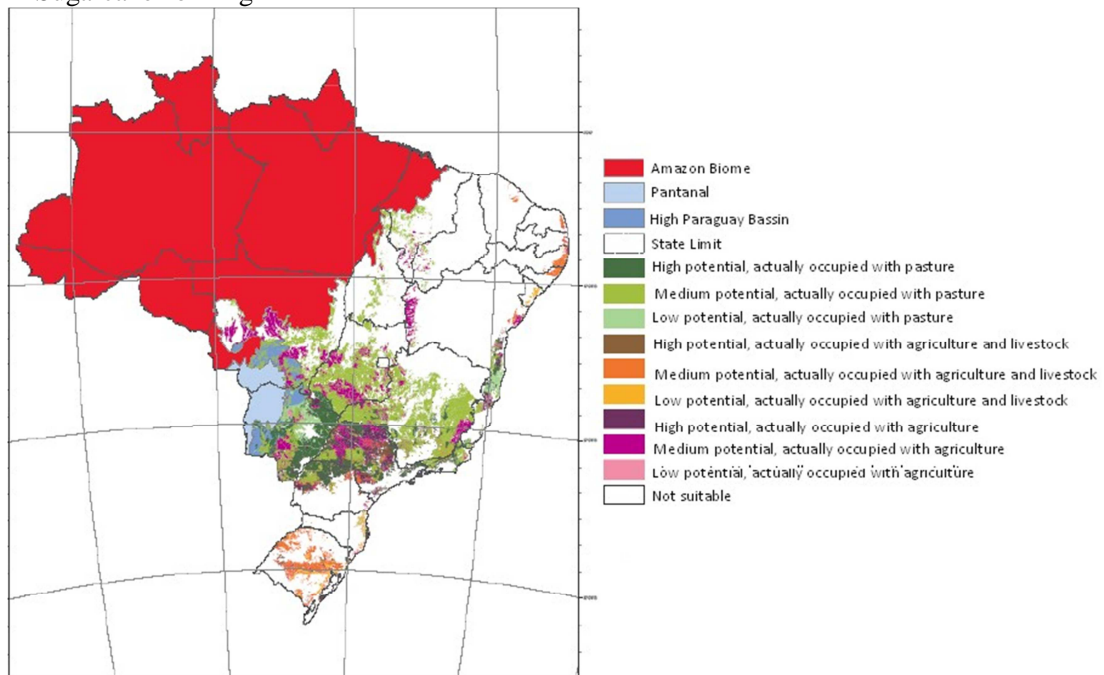 Amazon Biome
Pantanal
High Paraguay Bassin
State Limit
High potential, actually occupied with pasture
Medium potential, actually occupied with pasture
Low potential, actually occupied with pasture
High potential, actually occupied with agriculture and livestock
Medium potential, actually occupied with agriculture and livestock
Low potential, actually occupied with agriculture and livestock
High potential, actually occupied with agriculture
Medium potential, actually occupied with agriculture
Low potential, actually occupied with agriculture
Not suitable